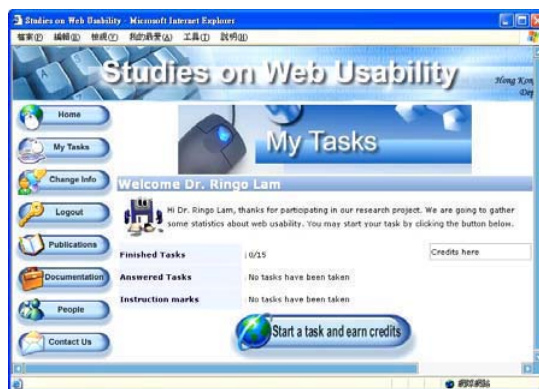 Studies on Web Usability - Microsoft Internet Explorer
檔案(F) 編輯(E) 檢視(V) 我的最愛(A) 工具(T) 說明(H)
Studies on Web Usability
Hong Kon
Dep
Home
My Tasks
Change Info
Logout
Publications
Documentation
People
Contact Us
My Tasks
Welcome Dr. Ringo Lam
Hi Dr. Ringo Lam, thanks for participating in our research project. We are going to gather
some statistics about web usability. You may start your task by clicking the button below.
Finished Tasks : 0/15
Credits here
Answered Tasks : No tasks have been taken
Instruction marks : No tasks have been taken
Start a task and earn credits